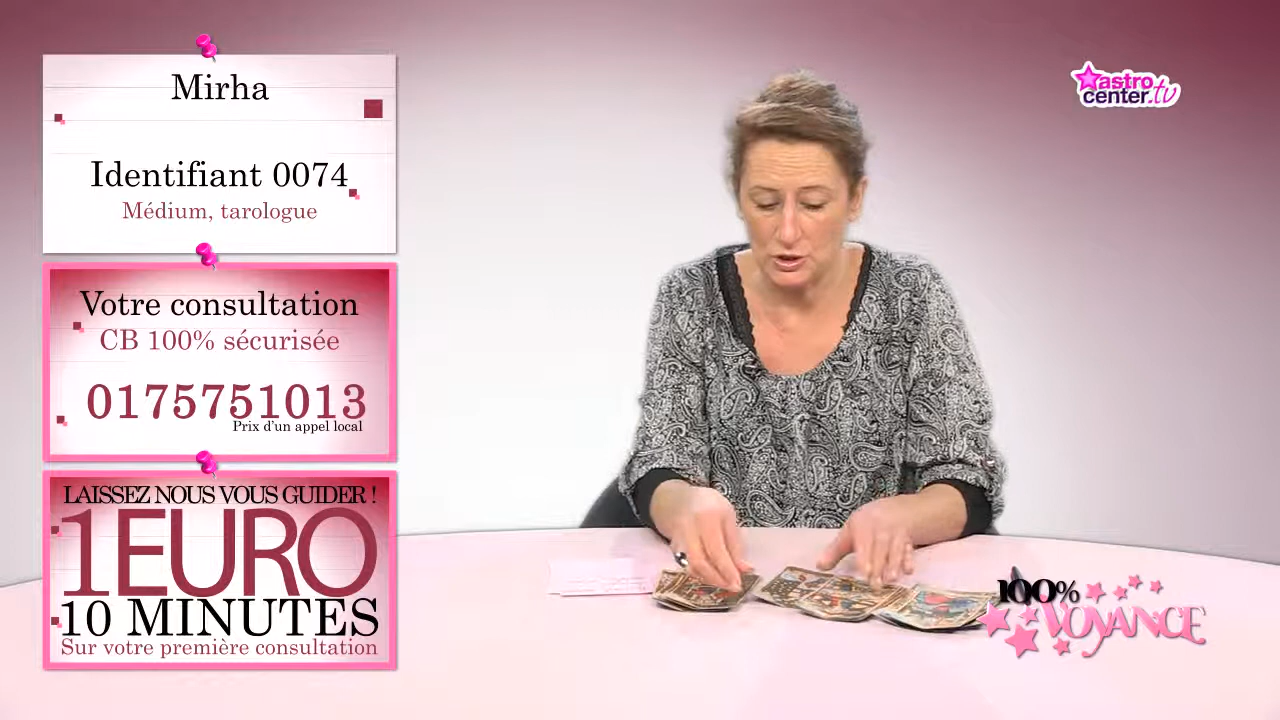 Mirha
Identifiant 0074
Médium, tarologue
Votre consultation
CB 100% sécurisée
0175751013
Prix d'un appel local
LAISSEZ NOUS VOUS GUIDER !
1EURO
10 MINUTES
Sur votre première consultation
astro
center.tv
100%
VOYANCE